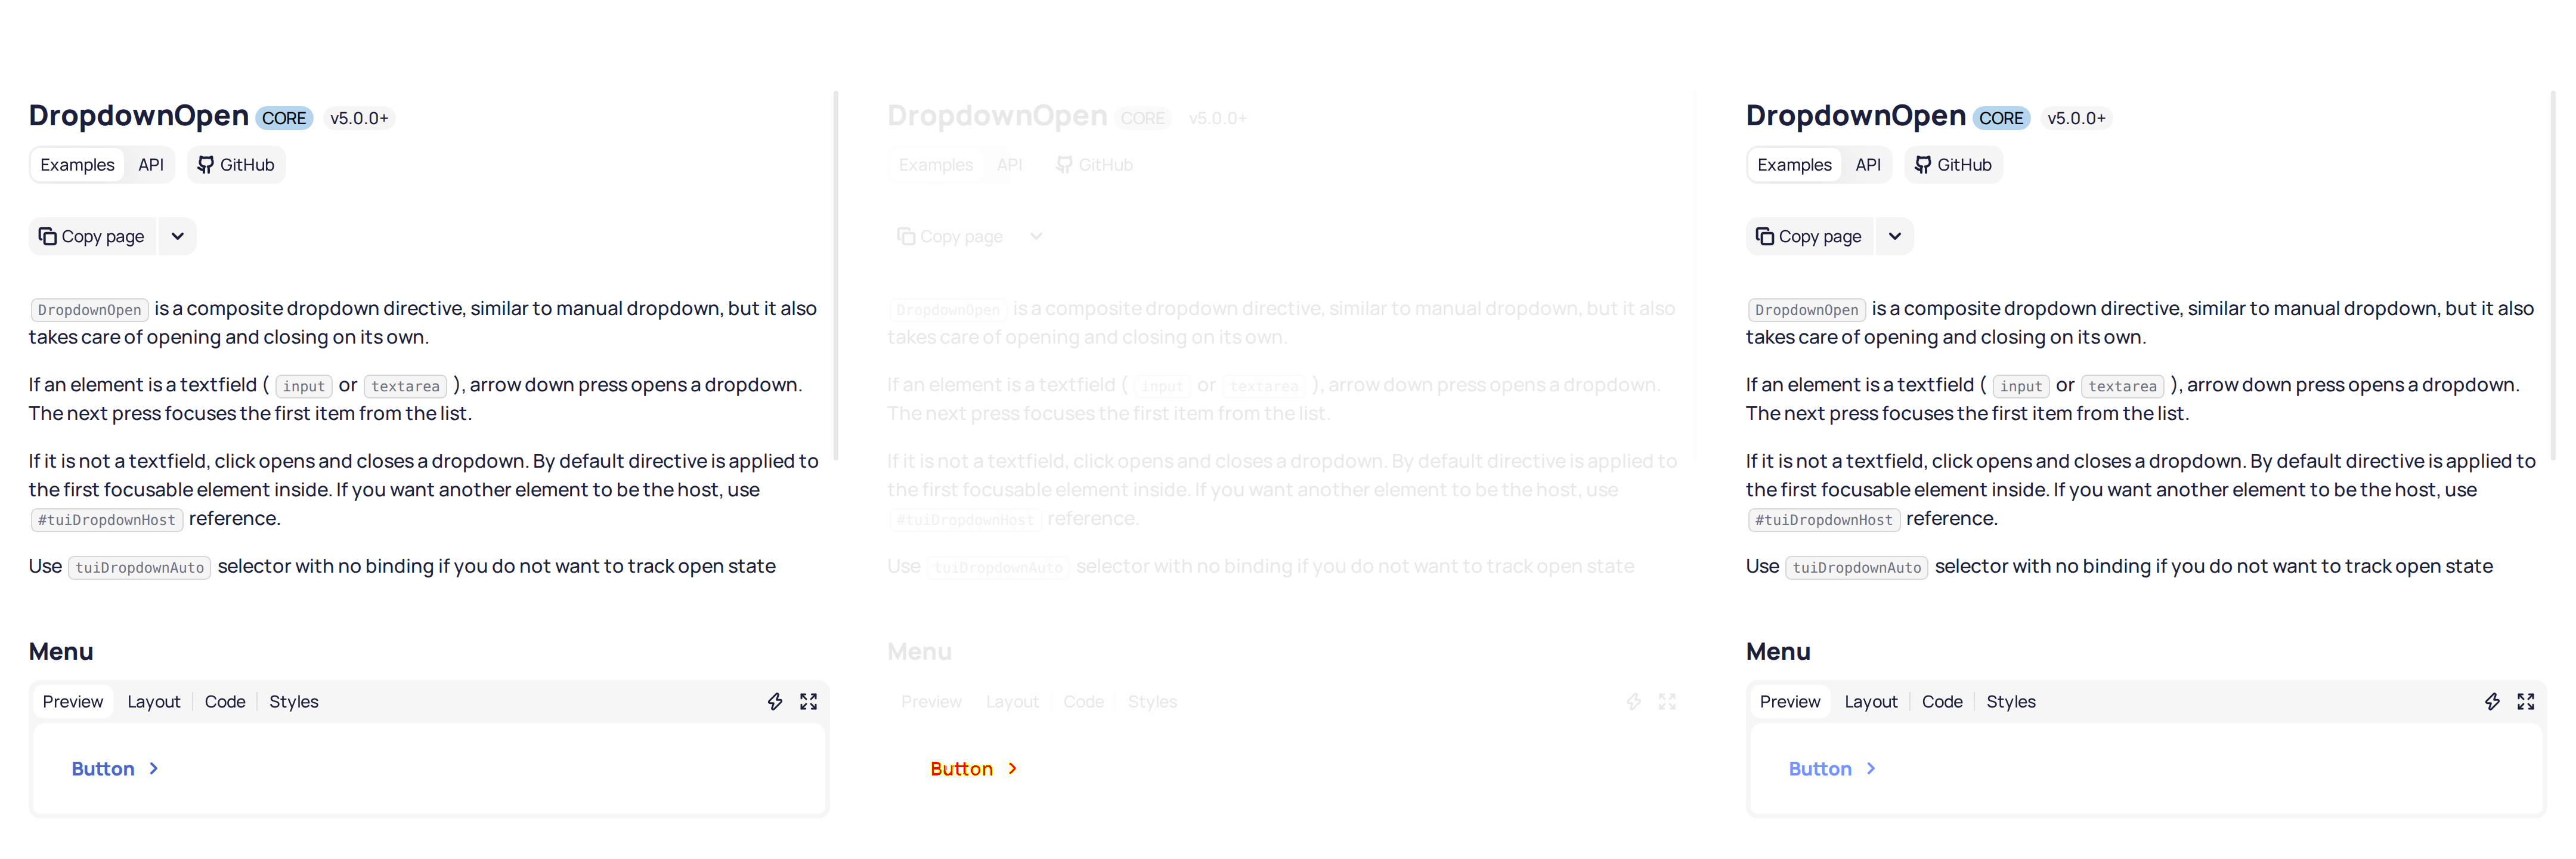 DropdownOpen CORE v5.0.0+
Examples API GitHub
Copy page
DropdownOpen is a composite dropdown directive, similar to manual dropdown, but it also
takes care of opening and closing on its own.
If an element is a textfield ( input or textarea ), arrow down press opens a dropdown.
The next press focuses the first item from the list.
If it is not a textfield, click opens and closes a dropdown. By default directive is applied to
the first focusable element inside. If you want another element to be the host, use
#tuiDropdownHost reference.
Use tuiDropdownAuto selector with no binding if you do not want to track open state
Menu
Preview Layout Code Styles
Button
DropdownOpen CORE v5.0.0+
Examples API GitHub
Copy page
DropdownOpen is a composite dropdown directive, similar to manual dropdown, but it also
takes care of opening and closing on its own.
If an element is a textfield ( input or textarea ), arrow down press opens a dropdown.
The next press focuses the first item from the list.
If it is not a textfield, click opens and closes a dropdown. By default directive is applied to
the first focusable element inside. If you want another element to be the host, use
#tuiDropdownHost reference.
Use tuiDropdownAuto selector with no binding if you do not want to track open state
Menu
Preview Layout Code Styles
Button
DropdownOpen CORE v5.0.0+
Examples API GitHub
Copy page
DropdownOpen is a composite dropdown directive, similar to manual dropdown, but it also
takes care of opening and closing on its own.
If an element is a textfield ( input or textarea ), arrow down press opens a dropdown.
The next press focuses the first item from the list.
If it is not a textfield, click opens and closes a dropdown. By default directive is applied to
the first focusable element inside. If you want another element to be the host, use
#tuiDropdownHost reference.
Use tuiDropdownAuto selector with no binding if you do not want to track open state
Menu
Preview Layout Code Styles
Button